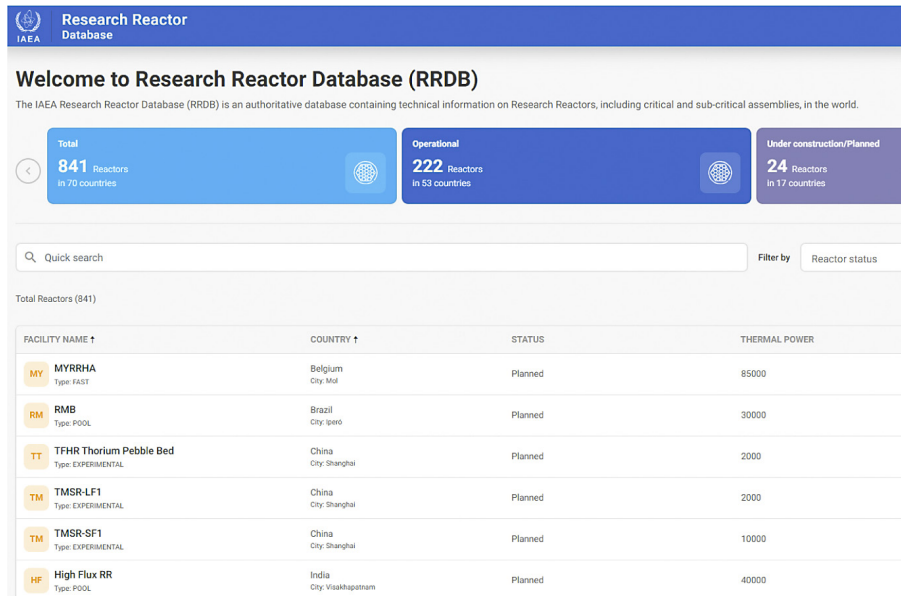 IAEA
Research Reactor
Database
Welcome to Research Reactor Database (RRDB)
The IAEA Research Reactor Database (RRDB) is an authoritative database containing technical information on Research Reactors, including critical and sub-critical assemblies, in the world.
Total
841 Reactors
in 70 countries
Operational
222 Reactors
in 53 countries
Under construction/Planned
24 Reactors
in 17 countries
Quick search
Filter by
Reactor status
Total Reactors (841)
FACILITY NAME ↑ COUNTRY ↑ STATUS THERMAL POWER
MY MYRRHA Belgium Planned 85000
Type: FAST City: Mol
RM RMB Brazil Planned 30000
Type: POOL City: Iperó
TT TFHR Thorium Pebble Bed China Planned 2000
Type: EXPERIMENTAL City: Shanghai
TM TMSR-LF1 China Planned 2000
Type: EXPERIMENTAL City: Shanghai
TM TMSR-SF1 China Planned 10000
Type: EXPERIMENTAL City: Shanghai
HF High Flux RR India Planned 40000
Type: POOL City: Visakhapatnam